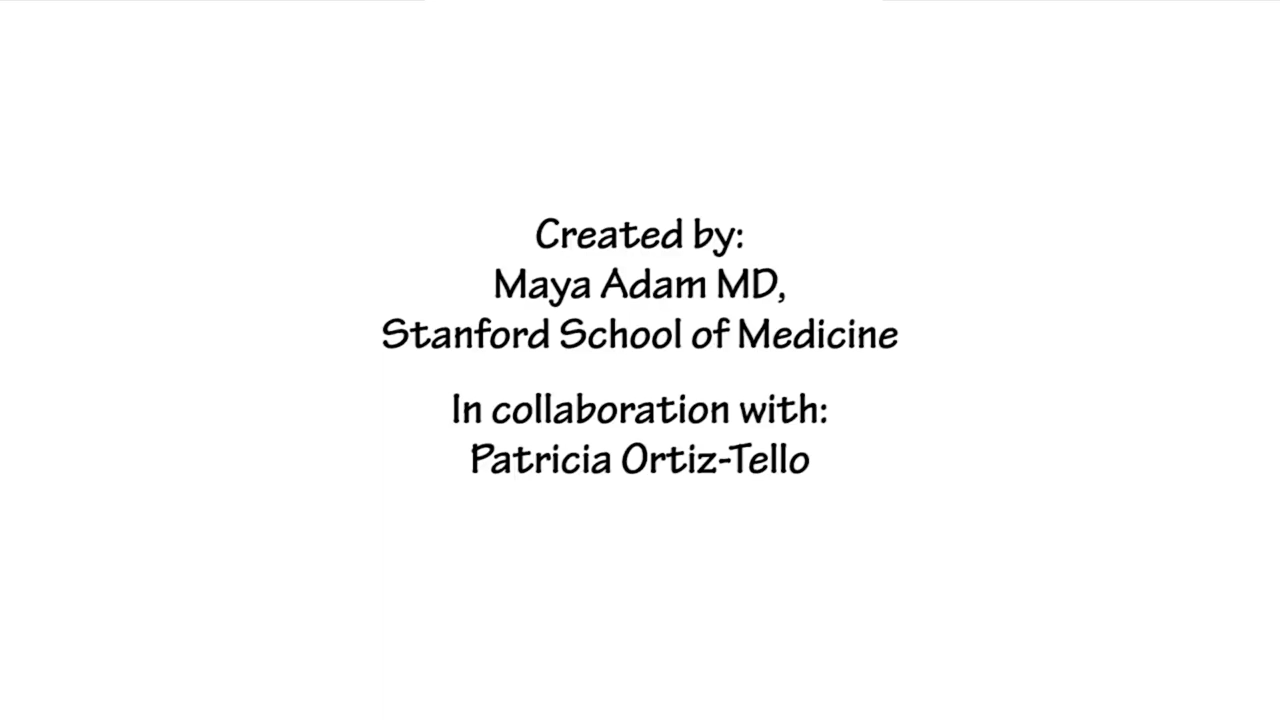 Created by:
Maya Adam MD,
Stanford School of Medicine
In collaboration with:
Patricia Ortiz-Tello